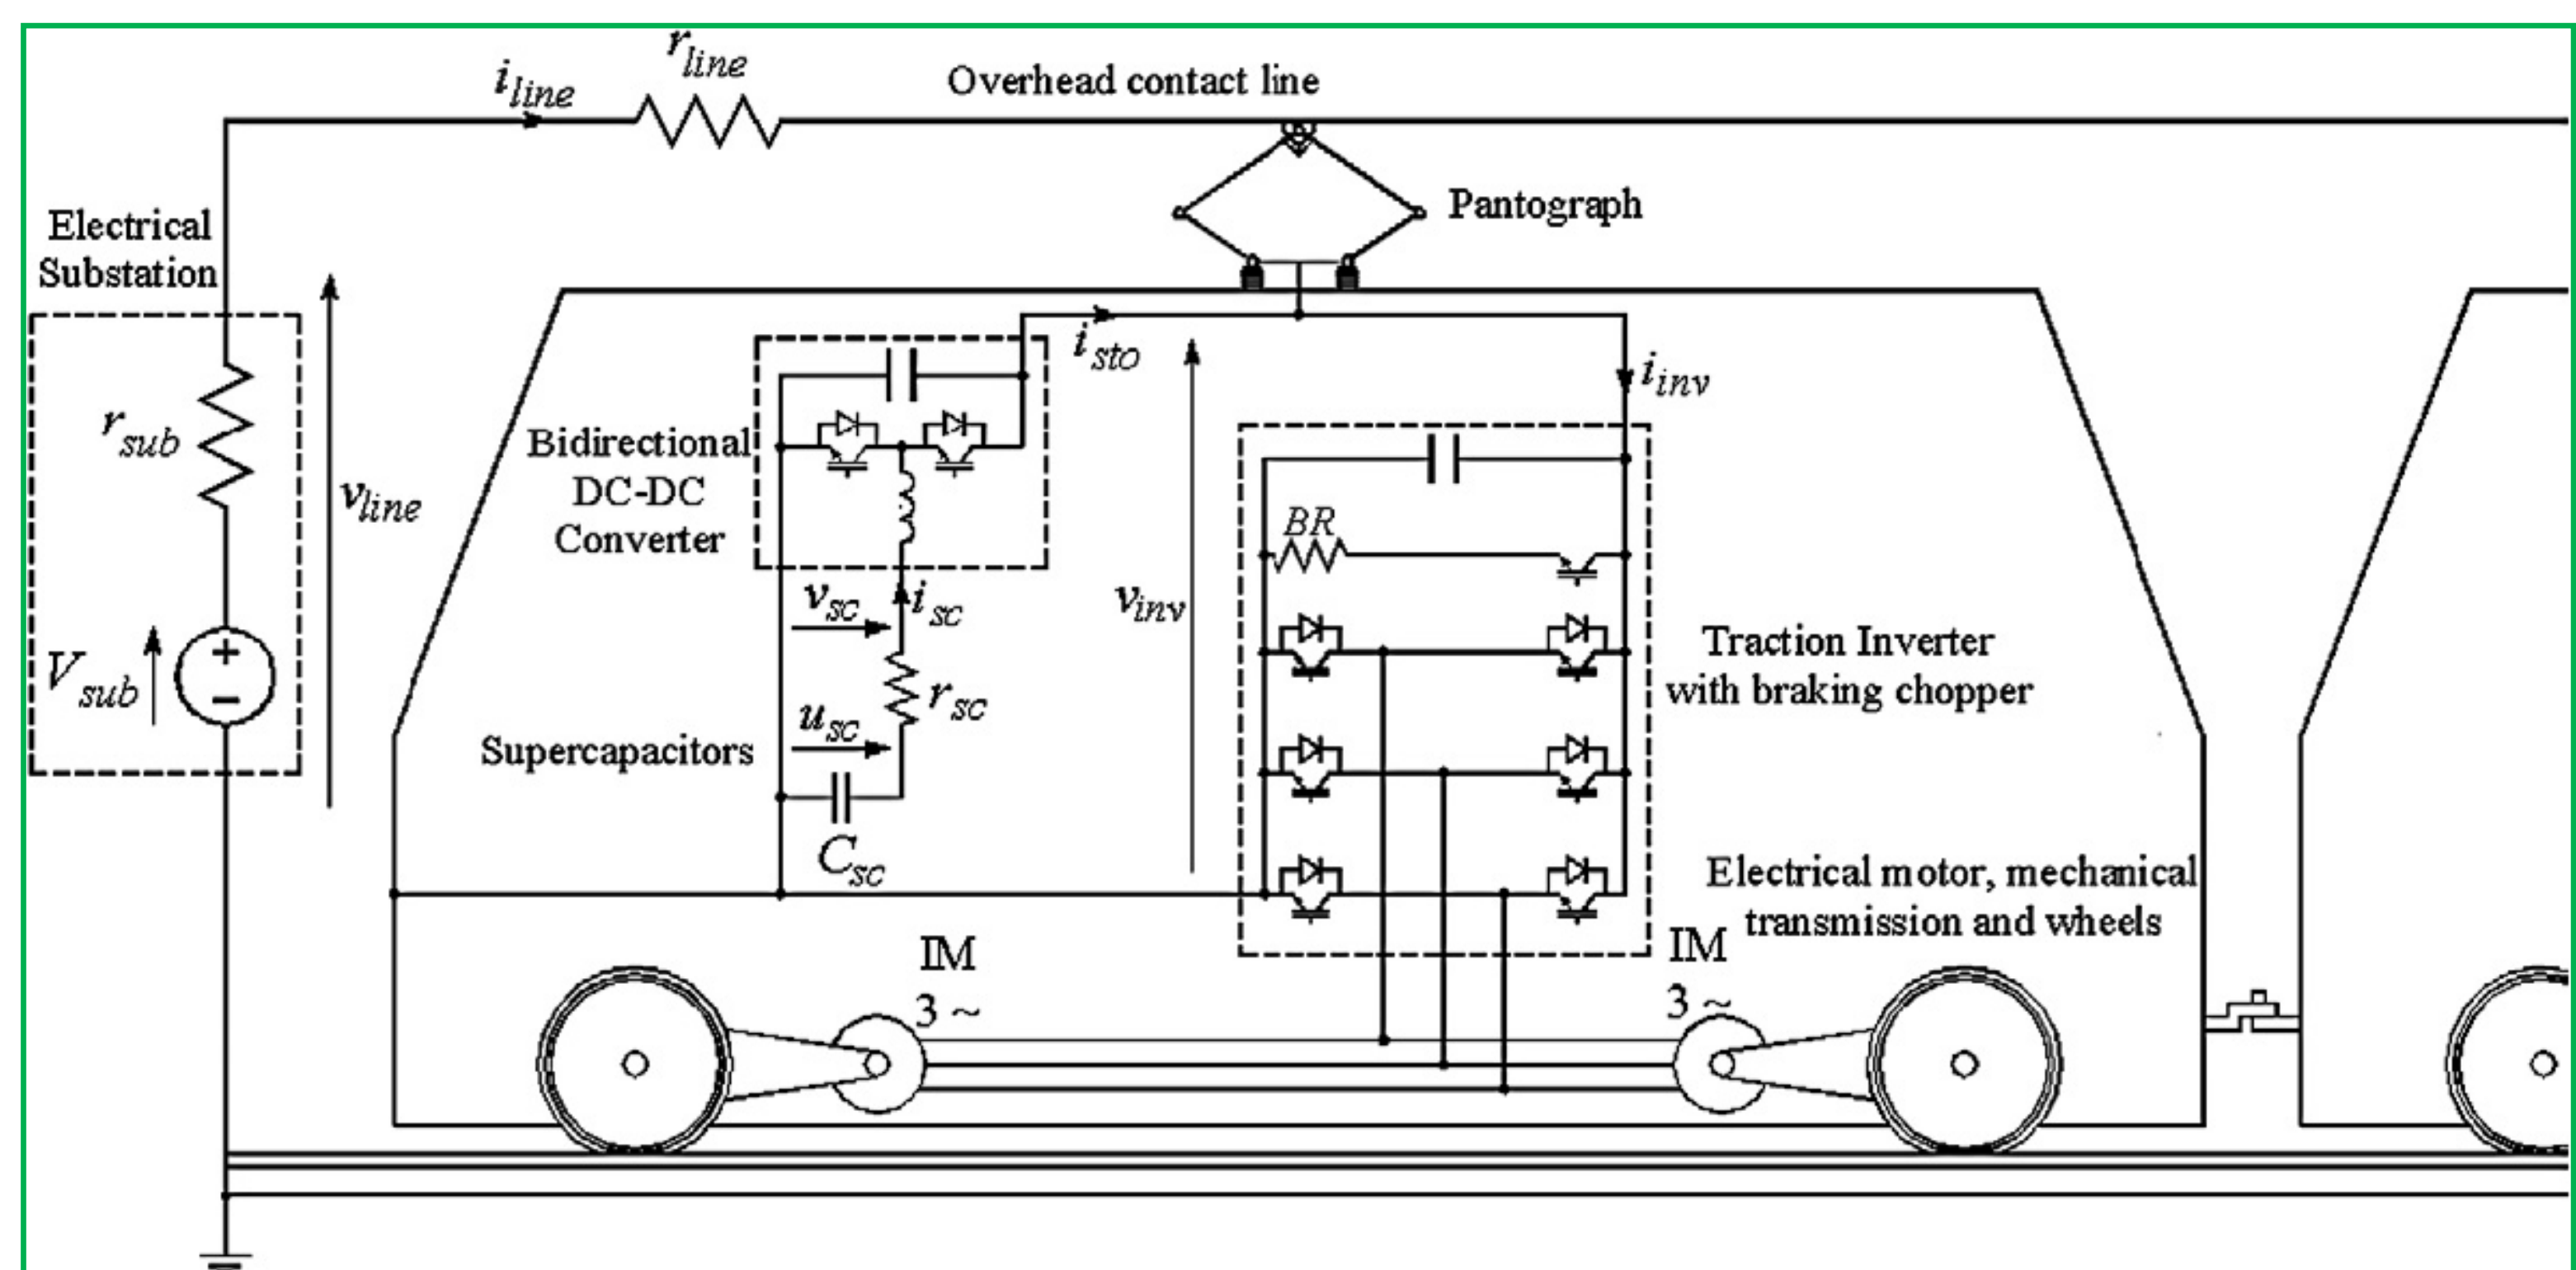 r_line
i_line
Overhead contact line
Pantograph
Electrical
Substation
r_sub
v_line
V_sub
+
−
i_sto
i_inv
Bidirectional
DC-DC
Converter
v_sc
i_sc
r_sc
u_sc
Supercapacitors
C_sc
v_inv
BR
Traction Inverter
with braking chopper
Electrical motor, mechanical
transmission and wheels
IM
3 ~
IM
3 ~